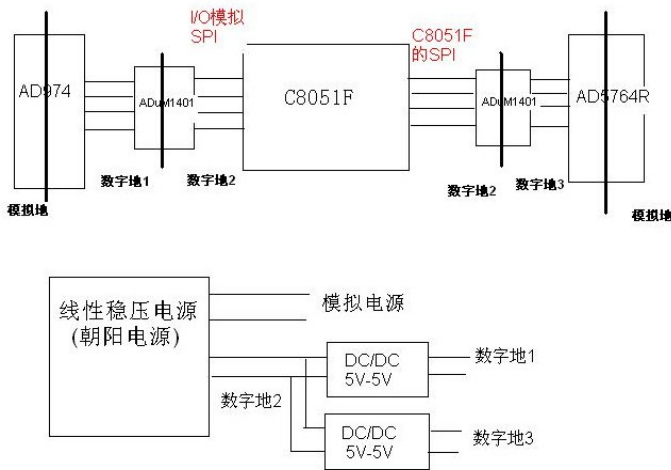 I/O模拟
SPI
C8051F
的SPI
AD974
ADuM1401
C8051F
ADuM1401
AD5764R
数字地1
数字地2
数字地2
数字地3
模拟地
模拟地
线性稳压电源
(朝阳电源)
模拟电源
数字地2
DC/DC
5V-5V
数字地1
DC/DC
5V-5V
数字地3